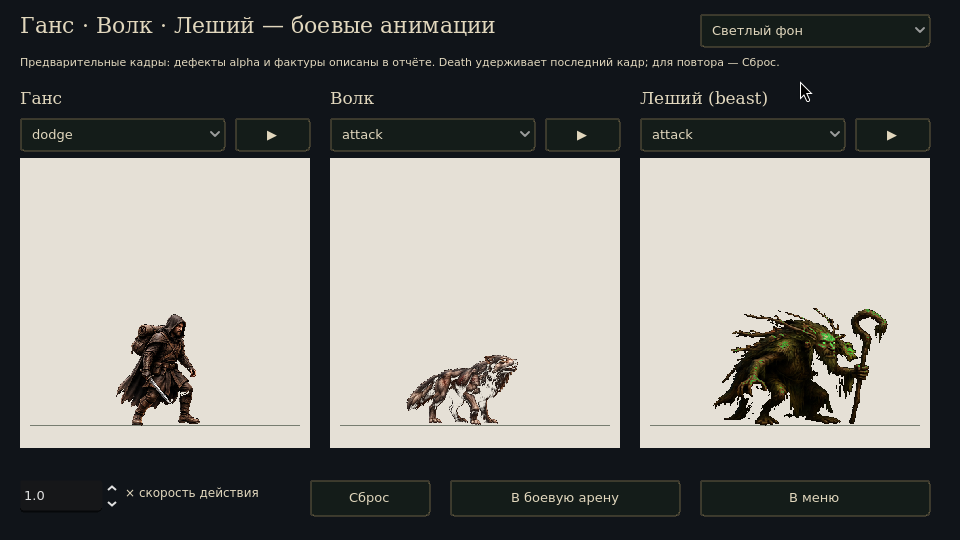 Ганс · Волк · Леший — боевые анимации
Светлый фон
Предварительные кадры: дефекты alpha и фактуры описаны в отчёте. Death удерживает последний кадр; для повтора — Сброс.
Ганс
Волк
Леший (beast)
dodge
attack
attack
1.0
× скорость действия
Сброс
В боевую арену
В меню